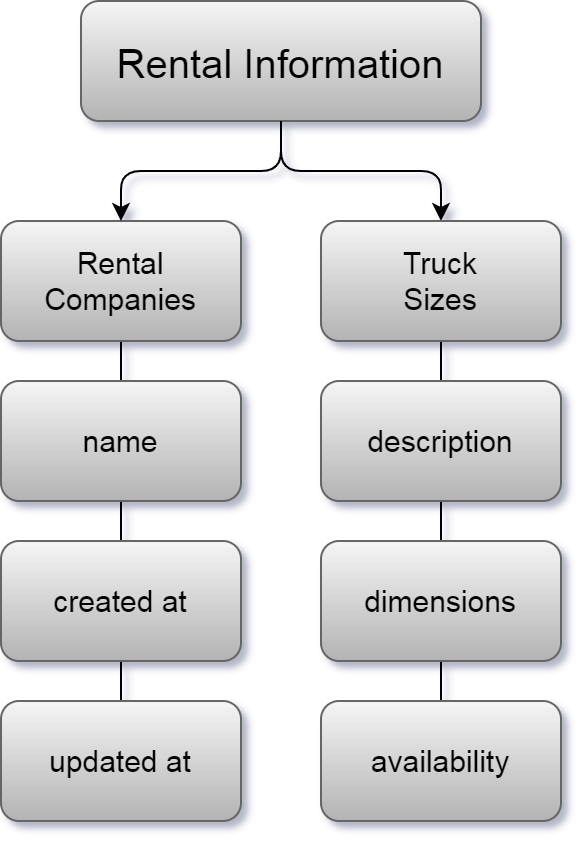 Rental Information
Rental
Companies
name
created at
updated at
Truck
Sizes
description
dimensions
availability